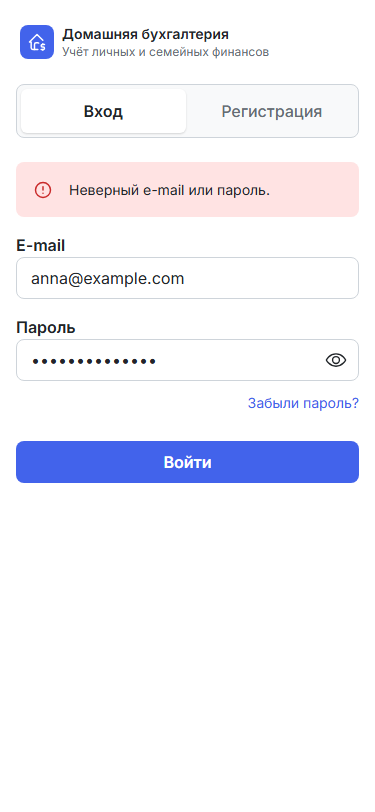 Домашняя бухгалтерия
Учёт личных и семейных финансов
Вход
Регистрация
Неверный e-mail или пароль.
E-mail
anna@example.com
Пароль
••••••••••••••
Забыли пароль?
Войти